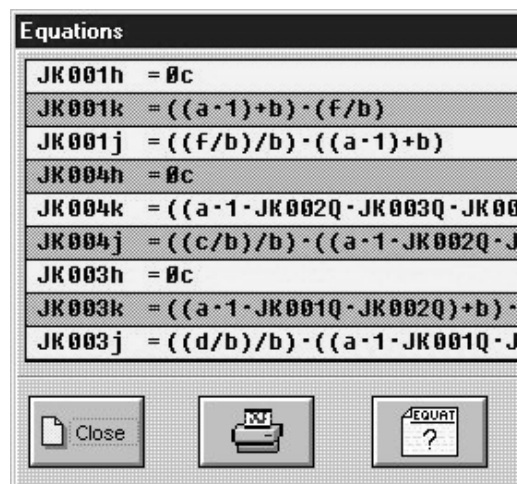 Equations
JK001h = 0c
JK001k = ((a·1)+b)·(f/b)
JK001j = ((f/b)/b)·((a·1)+b)
JK004h = 0c
JK004k = ((a·1·JK002Q·JK003Q·JK00
JK004j = ((c/b)/b)·((a·1·JK002Q·J
JK003h = 0c
JK003k = ((a·1·JK001Q·JK002Q)+b)·
JK003j = ((d/b)/b)·((a·1·JK001Q·J
Close
EQUAT
?